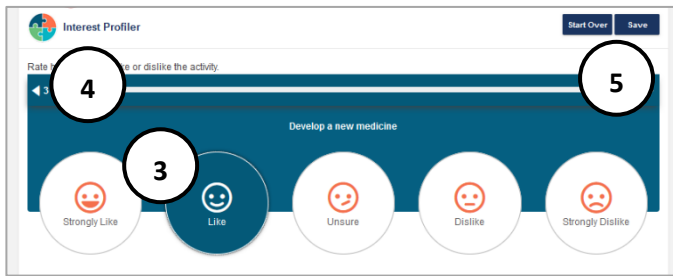 Interest Profiler
Start Over Save
Rate ke or dislike the activity.
3
4
5
Develop a new medicine
3
Strongly Like
Like
Unsure
Dislike
Strongly Dislike